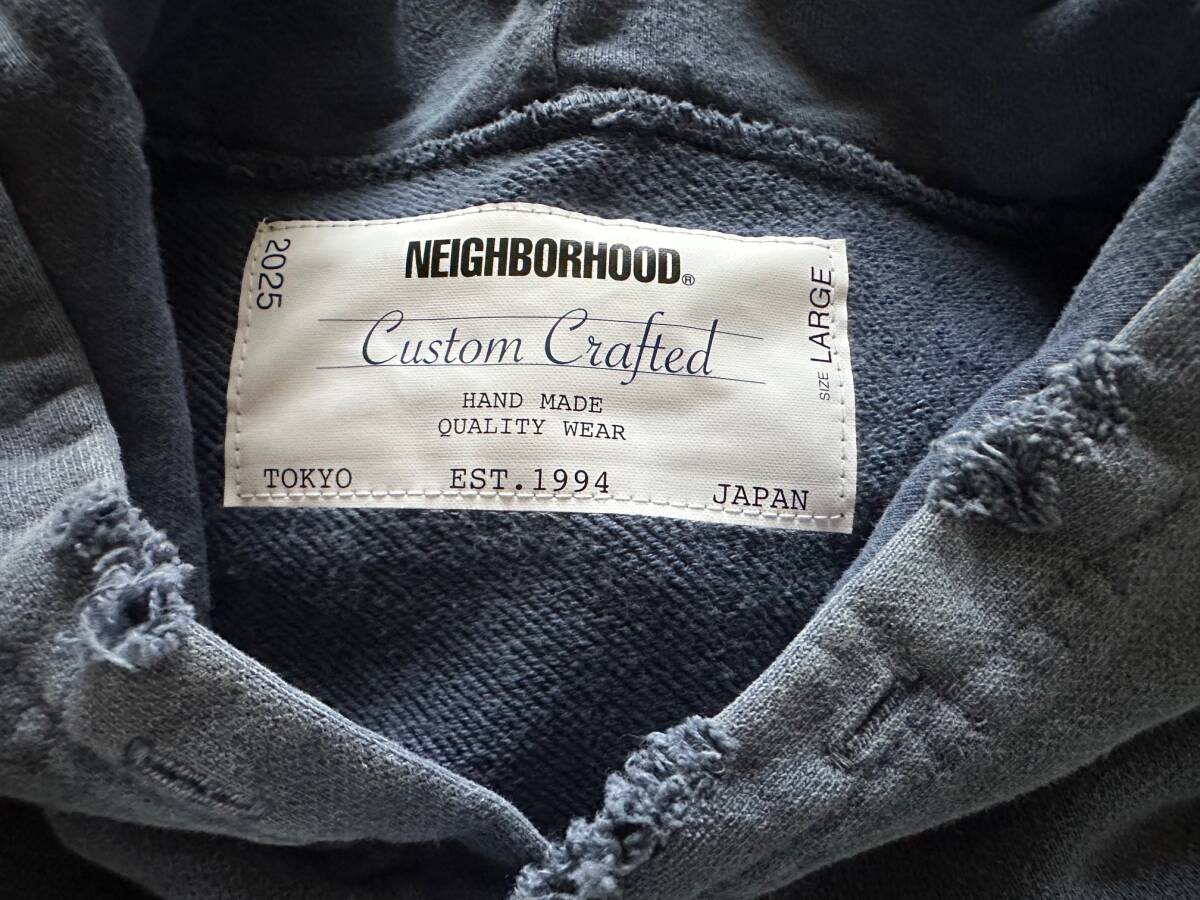 NEIGHBORHOOD®
2025
SIZE LARGE
Custom Crafted
HAND MADE
QUALITY WEAR
TOKYO EST.1994 JAPAN